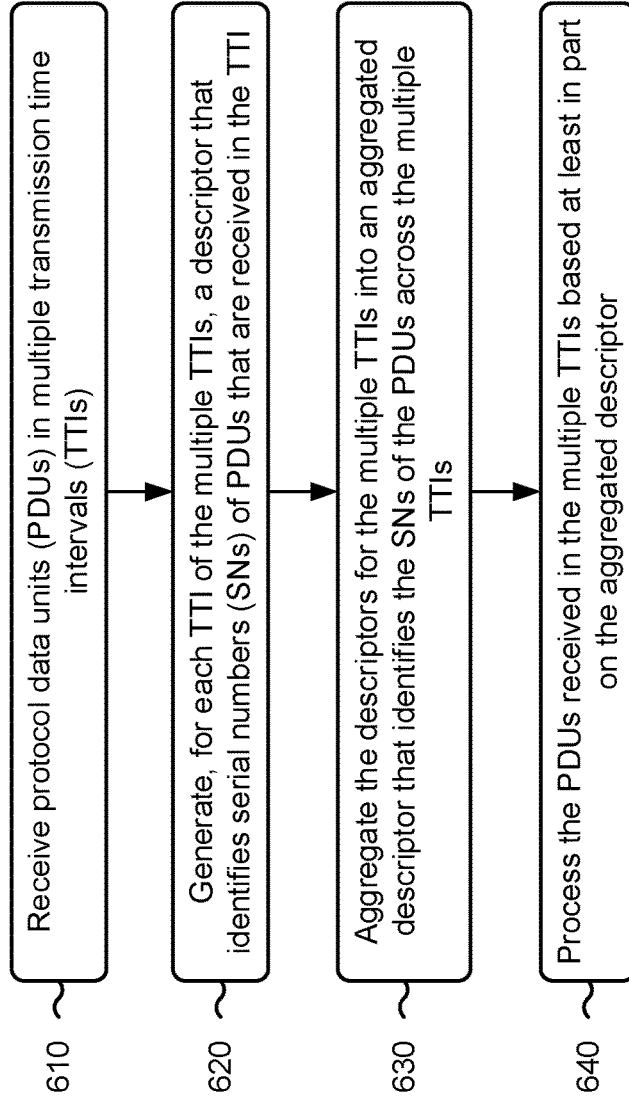 610
Receive protocol data units (PDUs) in multiple transmission time
intervals (TTIs)
620
Generate, for each TTI of the multiple TTIs, a descriptor that
identifies serial numbers (SNs) of PDUs that are received in the TTI
630
Aggregate the descriptors for the multiple TTIs into an aggregated
descriptor that identifies the SNs of the PDUs across the multiple
TTIs
640
Process the PDUs received in the multiple TTIs based at least in part
on the aggregated descriptor